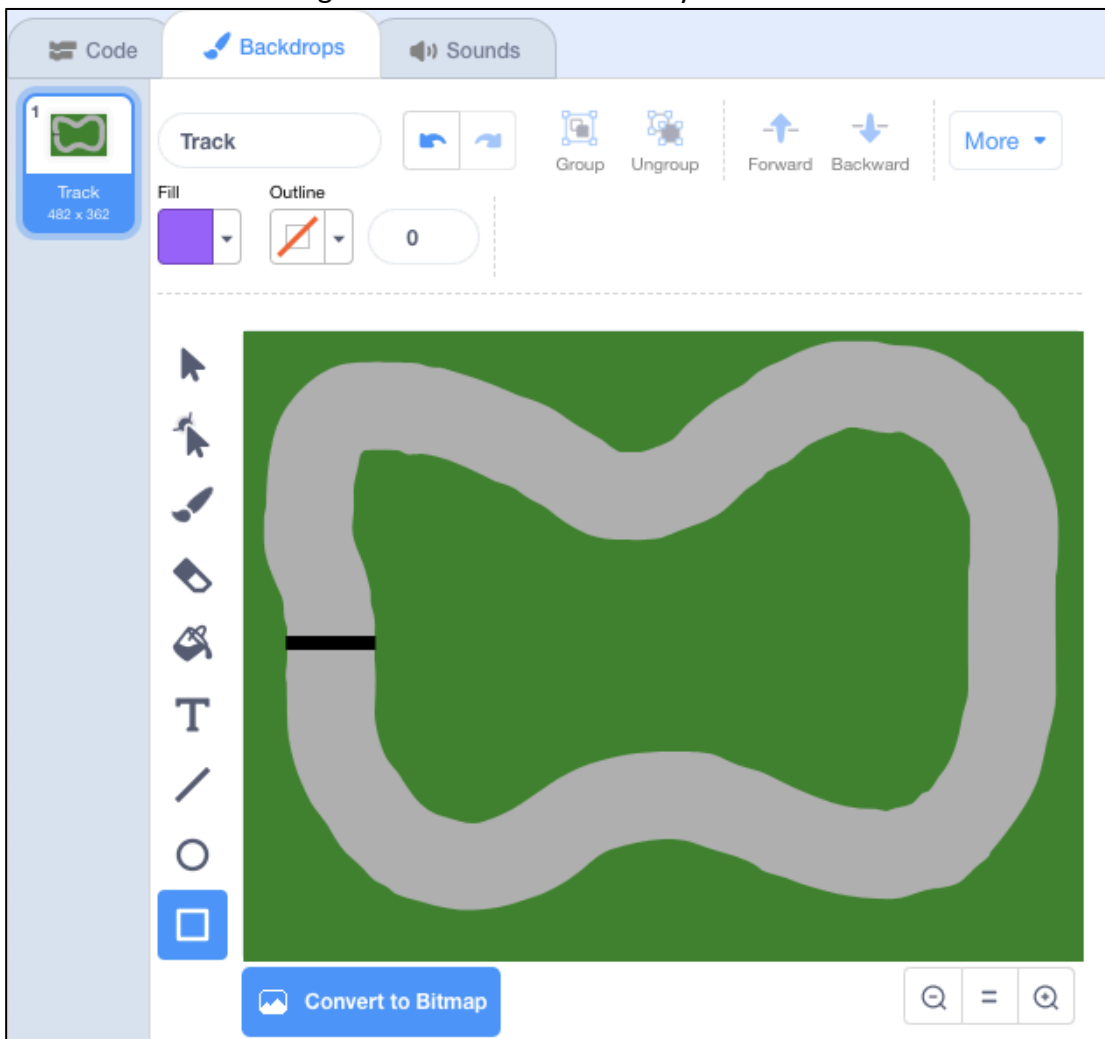 Code
Backdrops
Sounds
1
Track
482 x 362
Track
Group
Ungroup
Forward
Backward
More
Fill
Outline
0
T
Convert to Bitmap
=